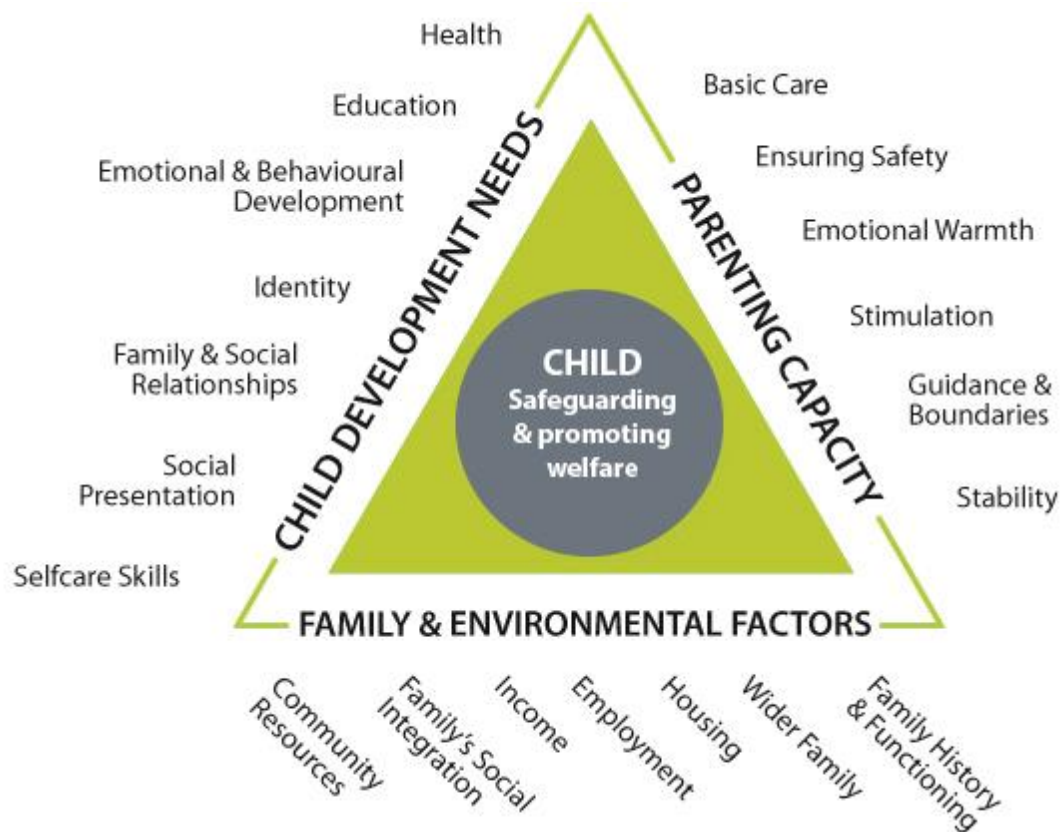 Health
Education
Emotional & Behavioural
Development
Identity
Family & Social
Relationships
Social
Presentation
Selfcare Skills
CHILD DEVELOPMENT NEEDS
Basic Care
Ensuring Safety
Emotional Warmth
Stimulation
Guidance &
Boundaries
Stability
PARENTING CAPACITY
CHILD
Safeguarding
& promoting
welfare
FAMILY & ENVIRONMENTAL FACTORS
Community
Resources
Family's Social
Integration
Income
Employment
Housing
Wider Family
Family History
& Functioning